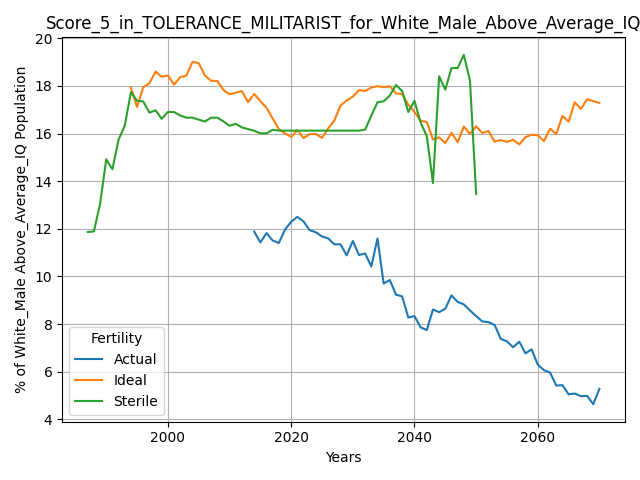 Score_5_in_TOLERANCE_MILITARIST_for_White_Male_Above_Average_IQ
% of White_Male Above_Average_IQ Population
20
18
16
14
12
10
8
6
4
Fertility
Actual
Ideal
Sterile
2000
2020
2040
2060
Years